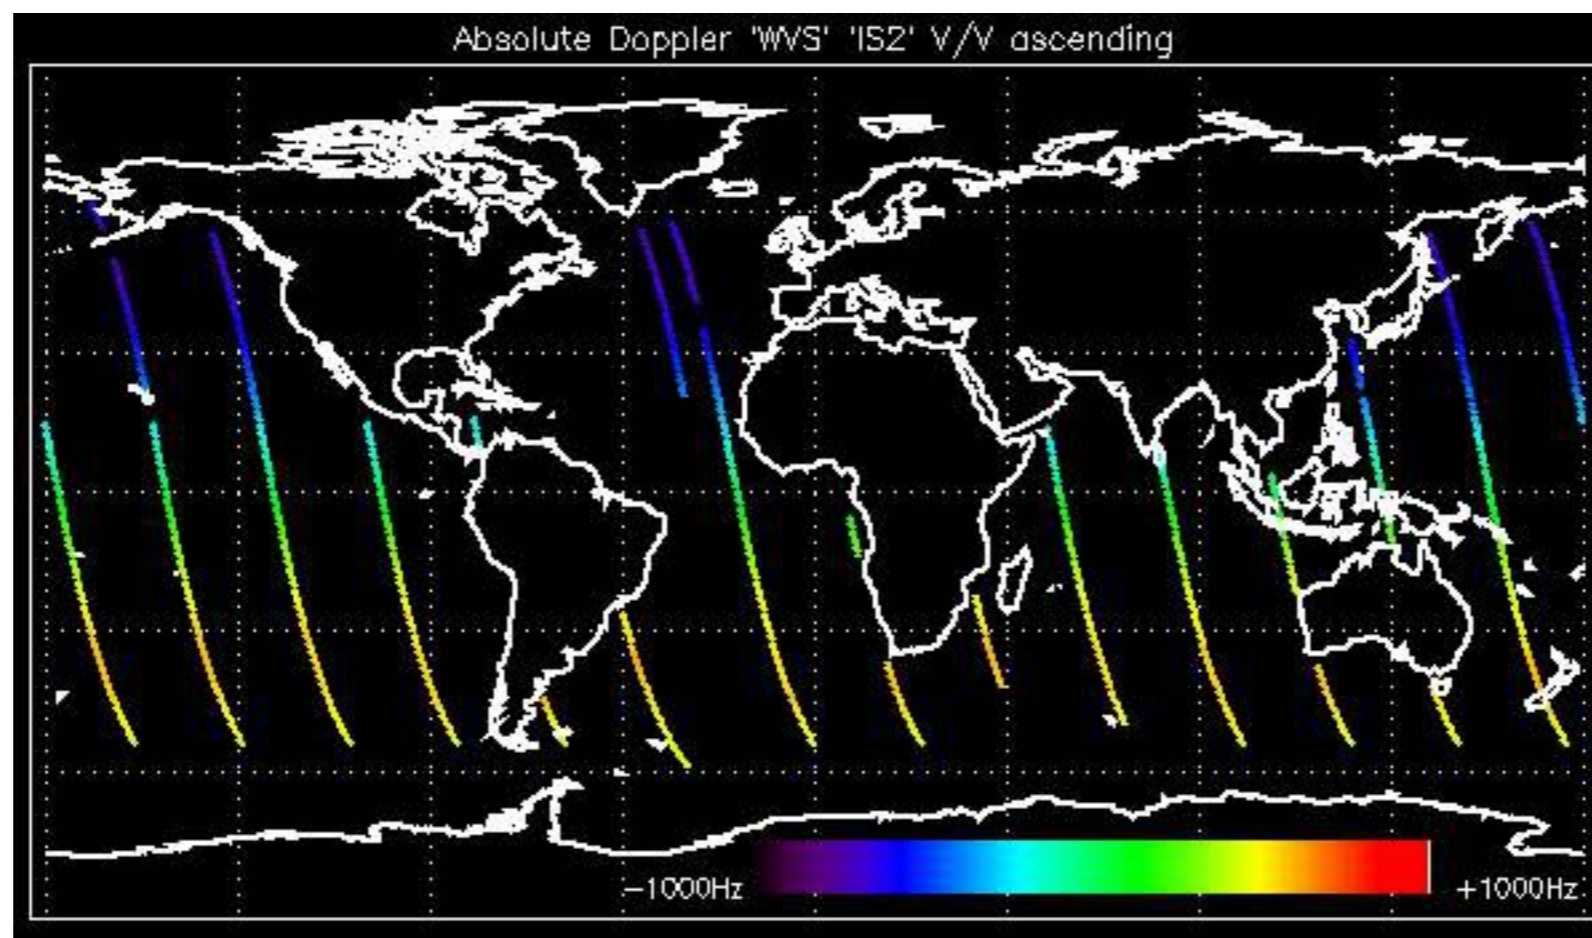 Absolute Doppler 'WVS' 'IS2' V/V ascending
-1000Hz +1000Hz